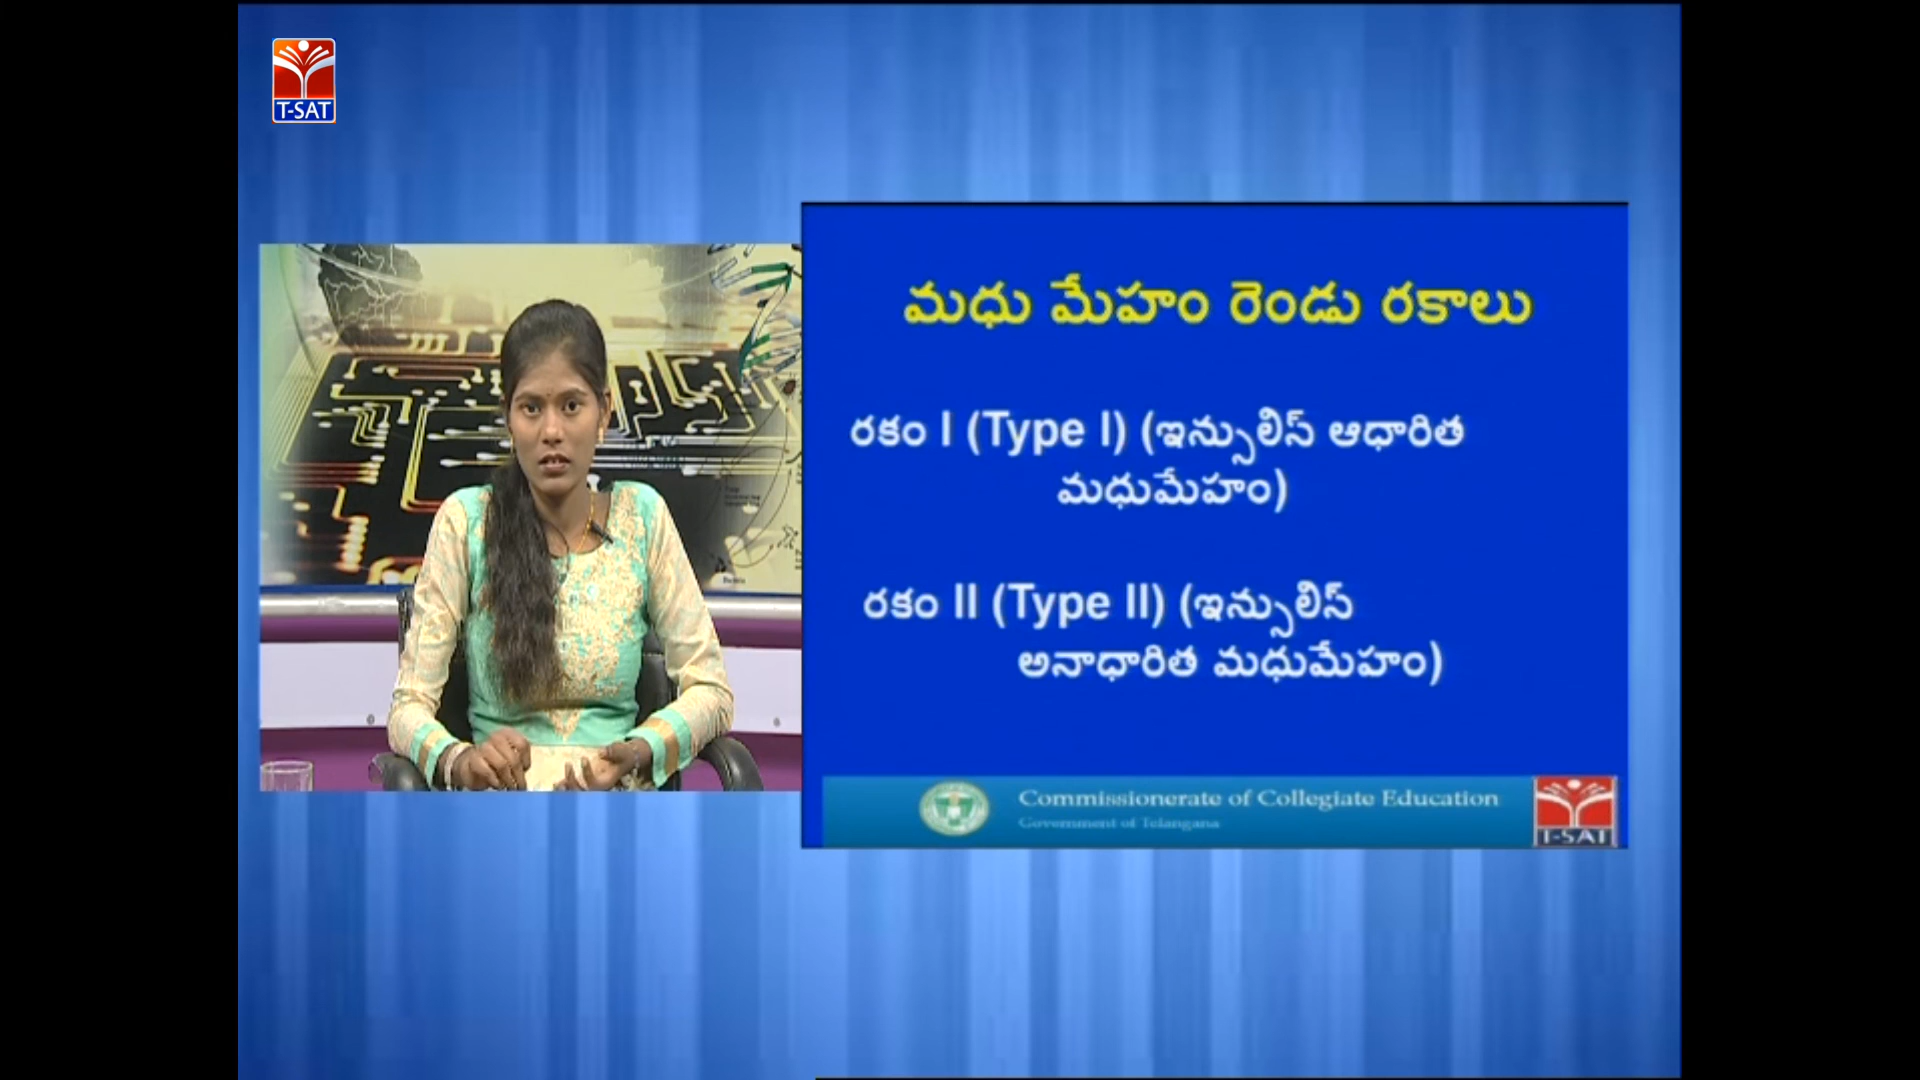 T-SAT
మధు మేహం రెండు రకాలు
రకం I (Type I) (ఇన్సులిన్ ఆధారిత
మధుమేహం)
రకం II (Type II) (ఇన్సులిన్
అనాధారిత మధుమేహం)
Commissionerate of Collegiate Education
Government of Telangana
T-SAT